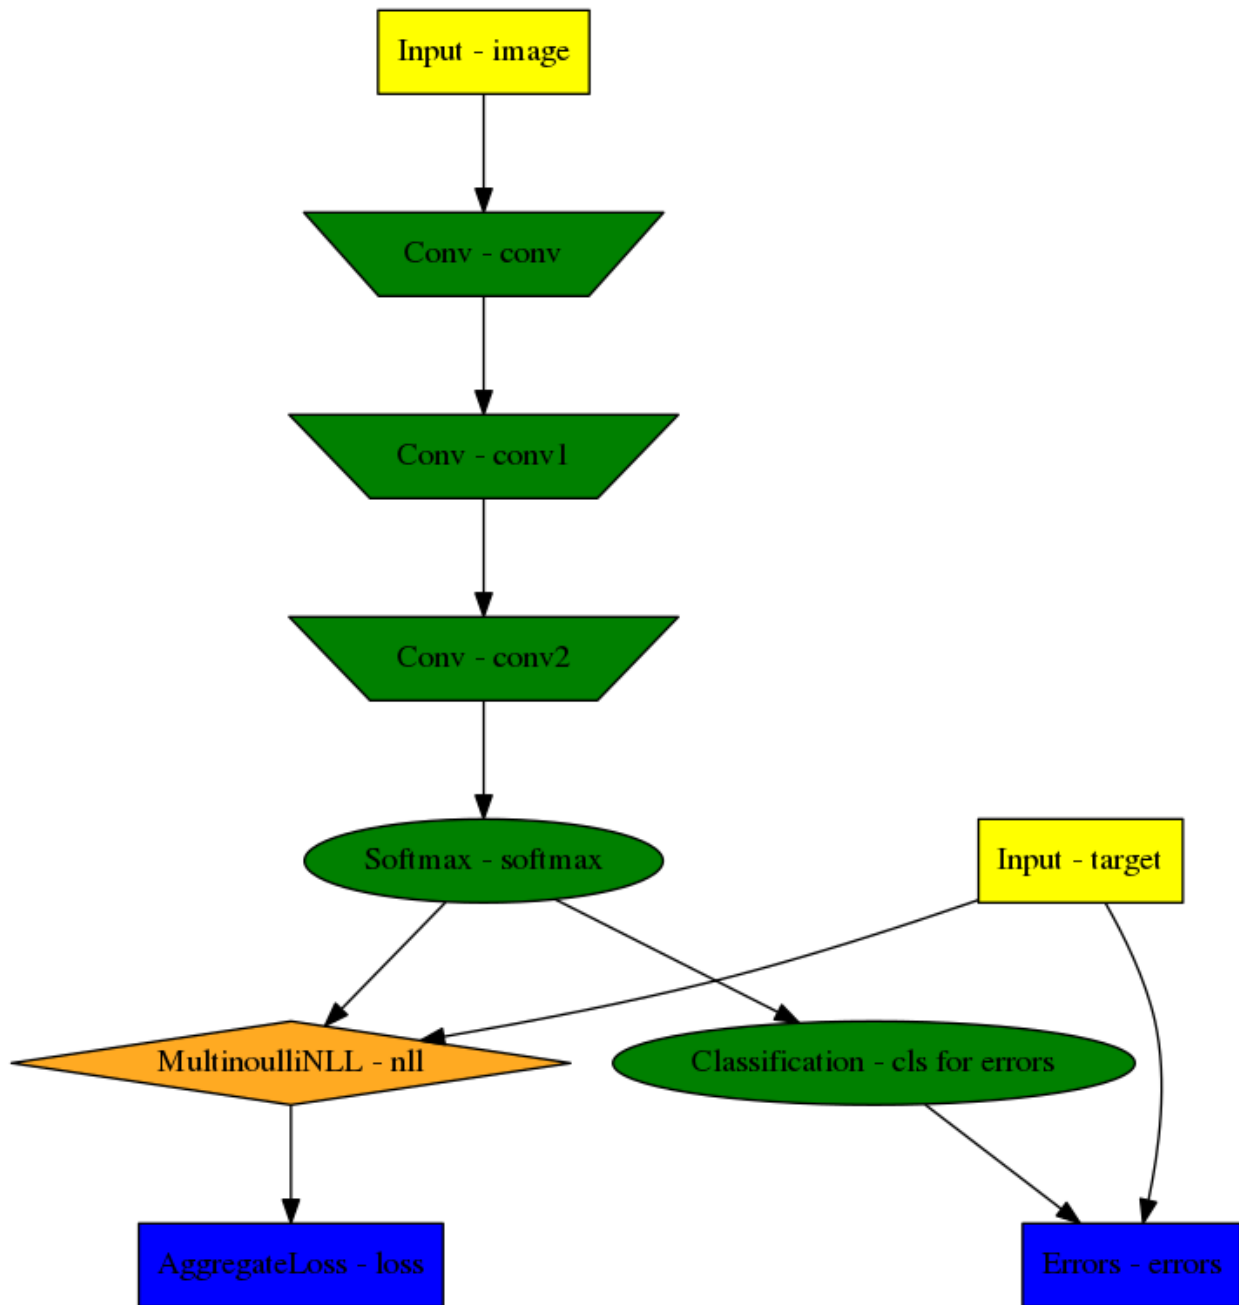 Input - image
Conv - conv
Conv - conv1
Conv - conv2
Softmax - softmax
Input - target
MultinoulliNLL - nll
Classification - cls for errors
AggregateLoss - loss
Errors - errors